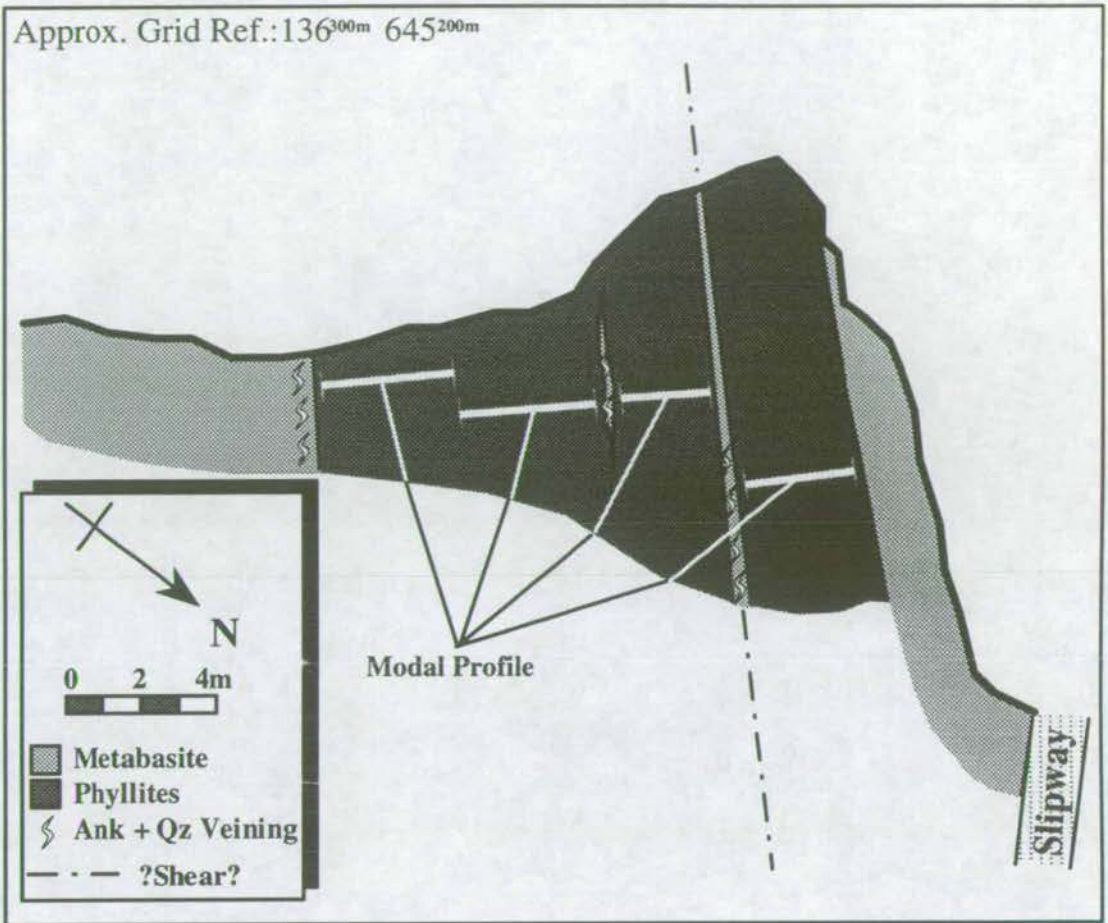 Approx. Grid Ref.:136300m 645200m
Slipway
Modal Profile
N
0 2 4m
Metabasite
Phyllites
Ank + Qz Veining
?Shear?